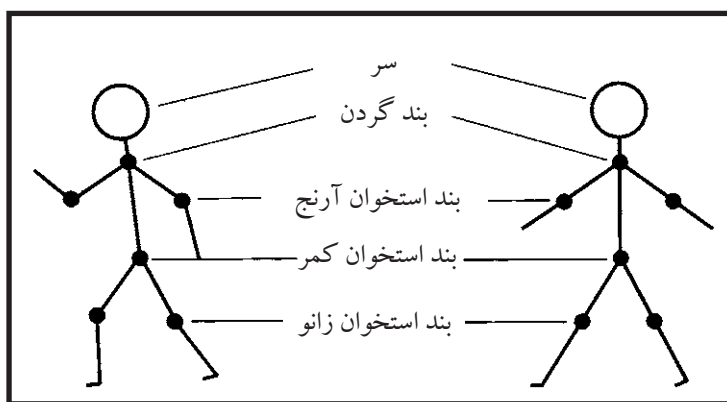 سر
بند گردن
بند استخوان آرنج
بند استخوان کمر
بند استخوان زانو